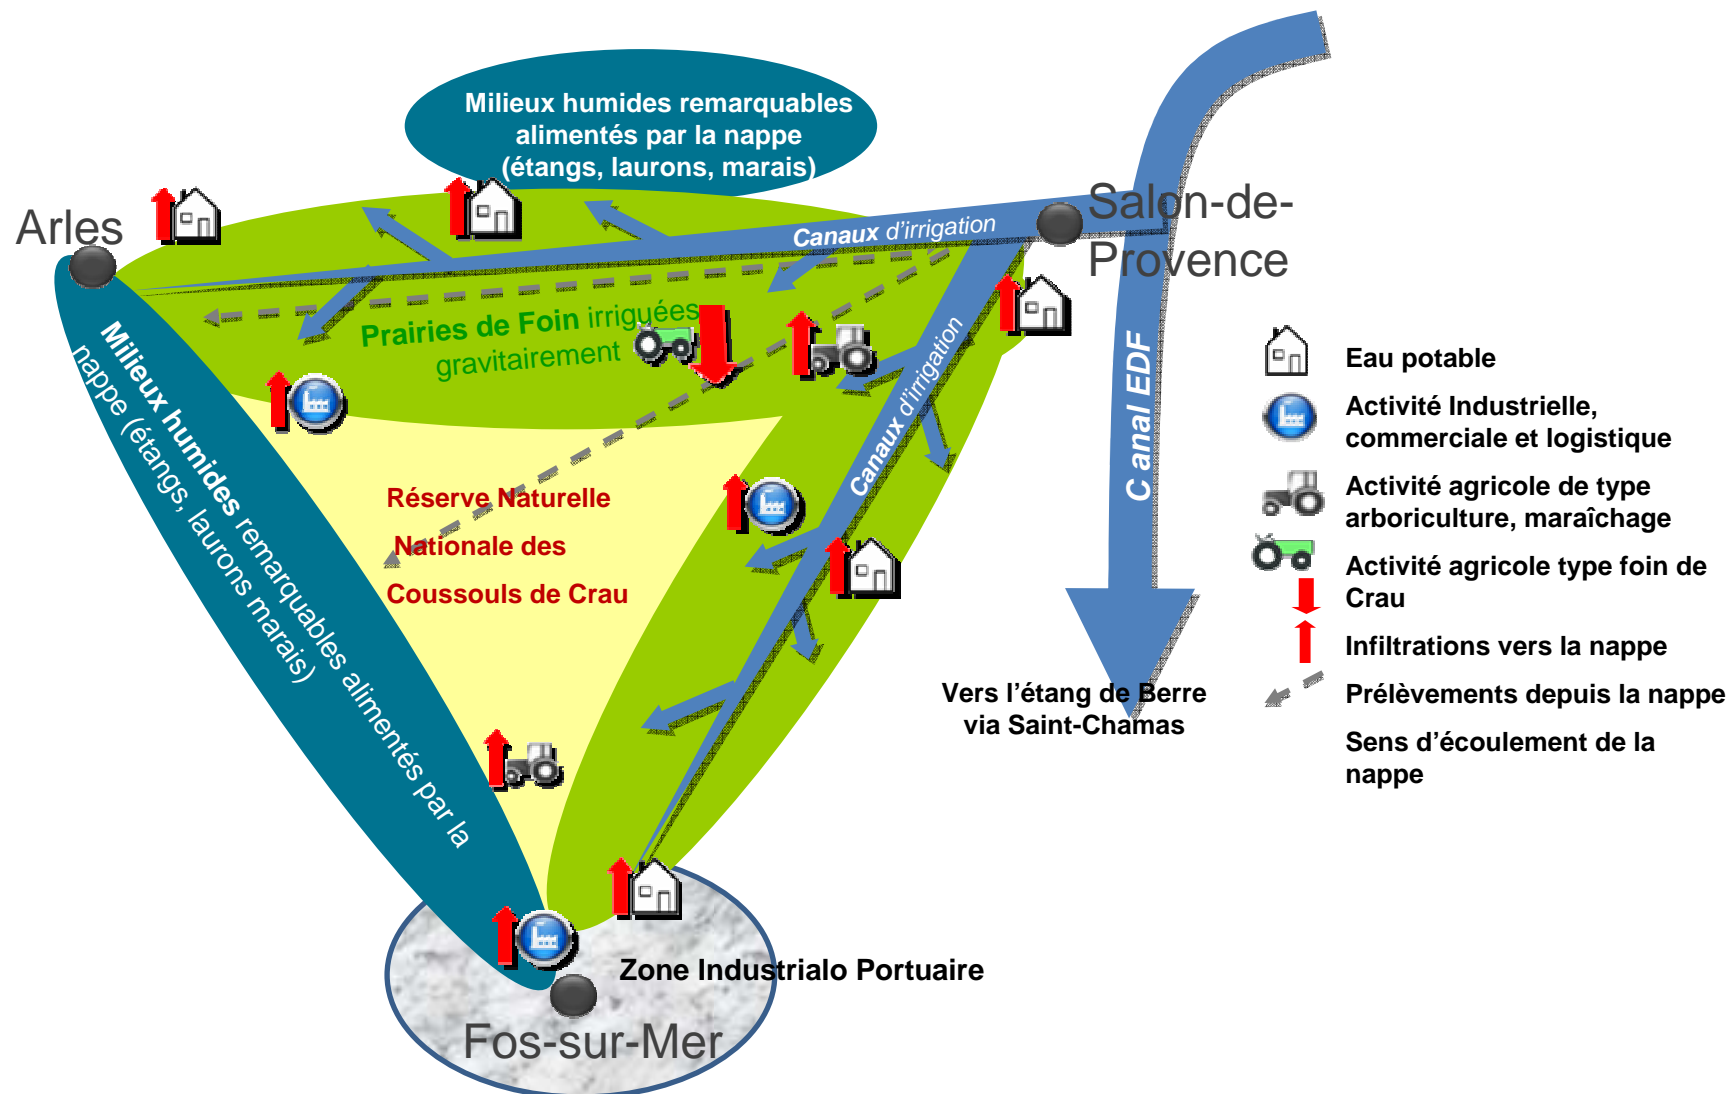 Milieux humides remarquables
alimentés par la nappe
(étangs, laurons, marais)
Arles
Salon-de-
Provence
Canaux d'irrigation
Prairies de Foin irriguées
gravitairement
Canaux d'irrigation
Canal EDF
Milieux humides remarquables alimentés par la
nappe (étangs, laurons marais)
Réserve Naturelle
Nationale des
Coussouls de Crau
Vers l'étang de Berre
via Saint-Chamas
Zone Industrialo Portuaire
Fos-sur-Mer
Eau potable
Activité Industrielle,
commerciale et logistique
Activité agricole de type
arboriculture, maraîchage
Activité agricole type foin de
Crau
Infiltrations vers la nappe
Prélèvements depuis la nappe
Sens d'écoulement de la
nappe